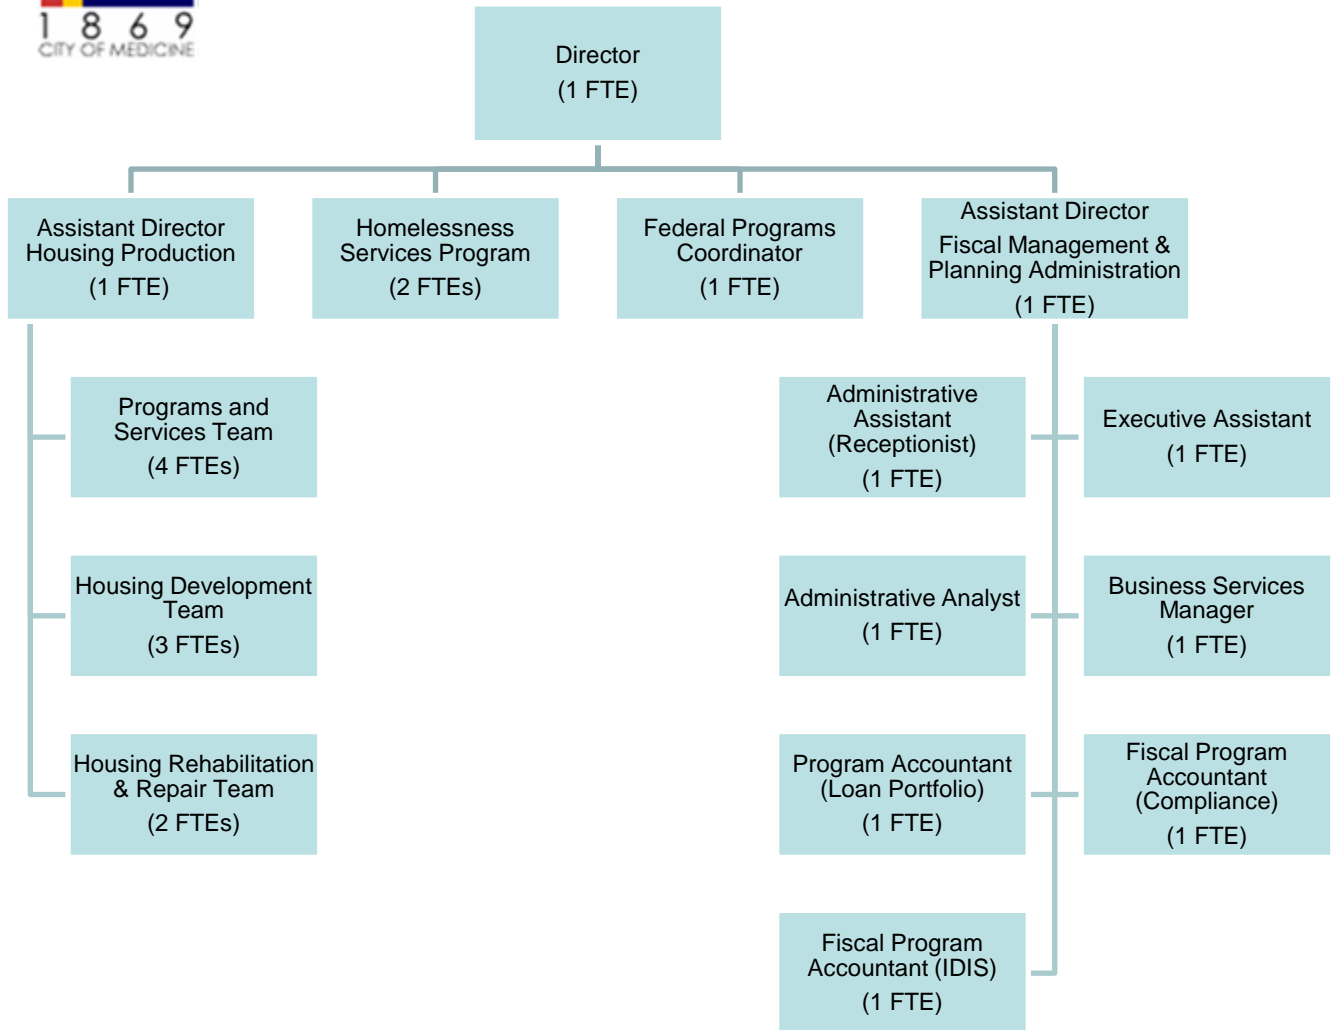 1 8 6 9
CITY OF MEDICINE
Director
(1 FTE)
Assistant Director
Housing Production
(1 FTE)
Homelessness
Services Program
(2 FTEs)
Federal Programs
Coordinator
(1 FTE)
Assistant Director
Fiscal Management &
Planning Administration
(1 FTE)
Programs and
Services Team
(4 FTEs)
Administrative
Assistant
(Receptionist)
(1 FTE)
Executive Assistant
(1 FTE)
Housing Development
Team
(3 FTEs)
Administrative Analyst
(1 FTE)
Business Services
Manager
(1 FTE)
Housing Rehabilitation
& Repair Team
(2 FTEs)
Program Accountant
(Loan Portfolio)
(1 FTE)
Fiscal Program
Accountant
(Compliance)
(1 FTE)
Fiscal Program
Accountant (IDIS)
(1 FTE)